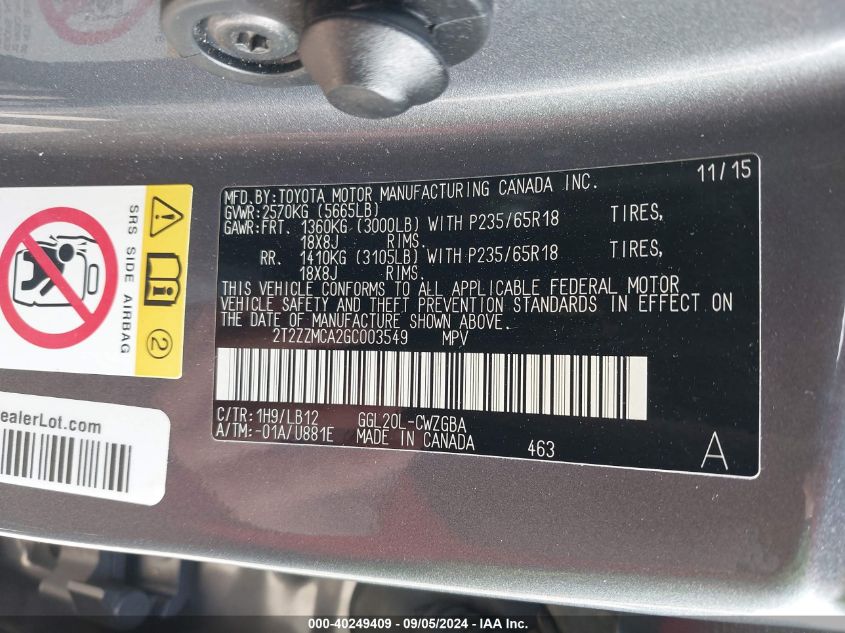 MFD.BY:TOYOTA MOTOR MANUFACTURING CANADA INC. 11/15
GVWR:2570KG (5665LB)
GAWR:FRT. 1360KG (3000LB) WITH P235/65R18 TIRES,
18X8J RIMS.
RR. 1410KG (3105LB) WITH P235/65R18 TIRES,
18X8J RIMS.
THIS VEHICLE CONFORMS TO ALL APPLICABLE FEDERAL MOTOR
VEHICLE SAFETY AND THEFT PREVENTION STANDARDS IN EFFECT ON
THE DATE OF MANUFACTURE SHOWN ABOVE.
2T2ZZMCA2GC003549 MPV
C/TR:1H9/LB12 GGL20L-CWZGBA
A/TM:-01A/U881E MADE IN CANADA 463 A
SRS SIDE AIRBAG
2
ealerLot.com
000-40249409 - 09/05/2024 - IAA Inc.